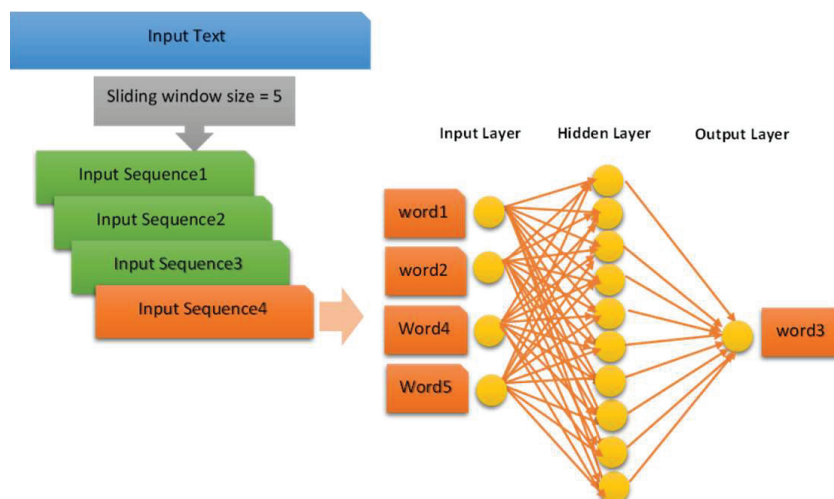 Input Text
Sliding window size = 5
Input Sequence1
Input Sequence2
Input Sequence3
Input Sequence4
Input Layer
Hidden Layer
Output Layer
word1
word2
Word4
Word5
word3